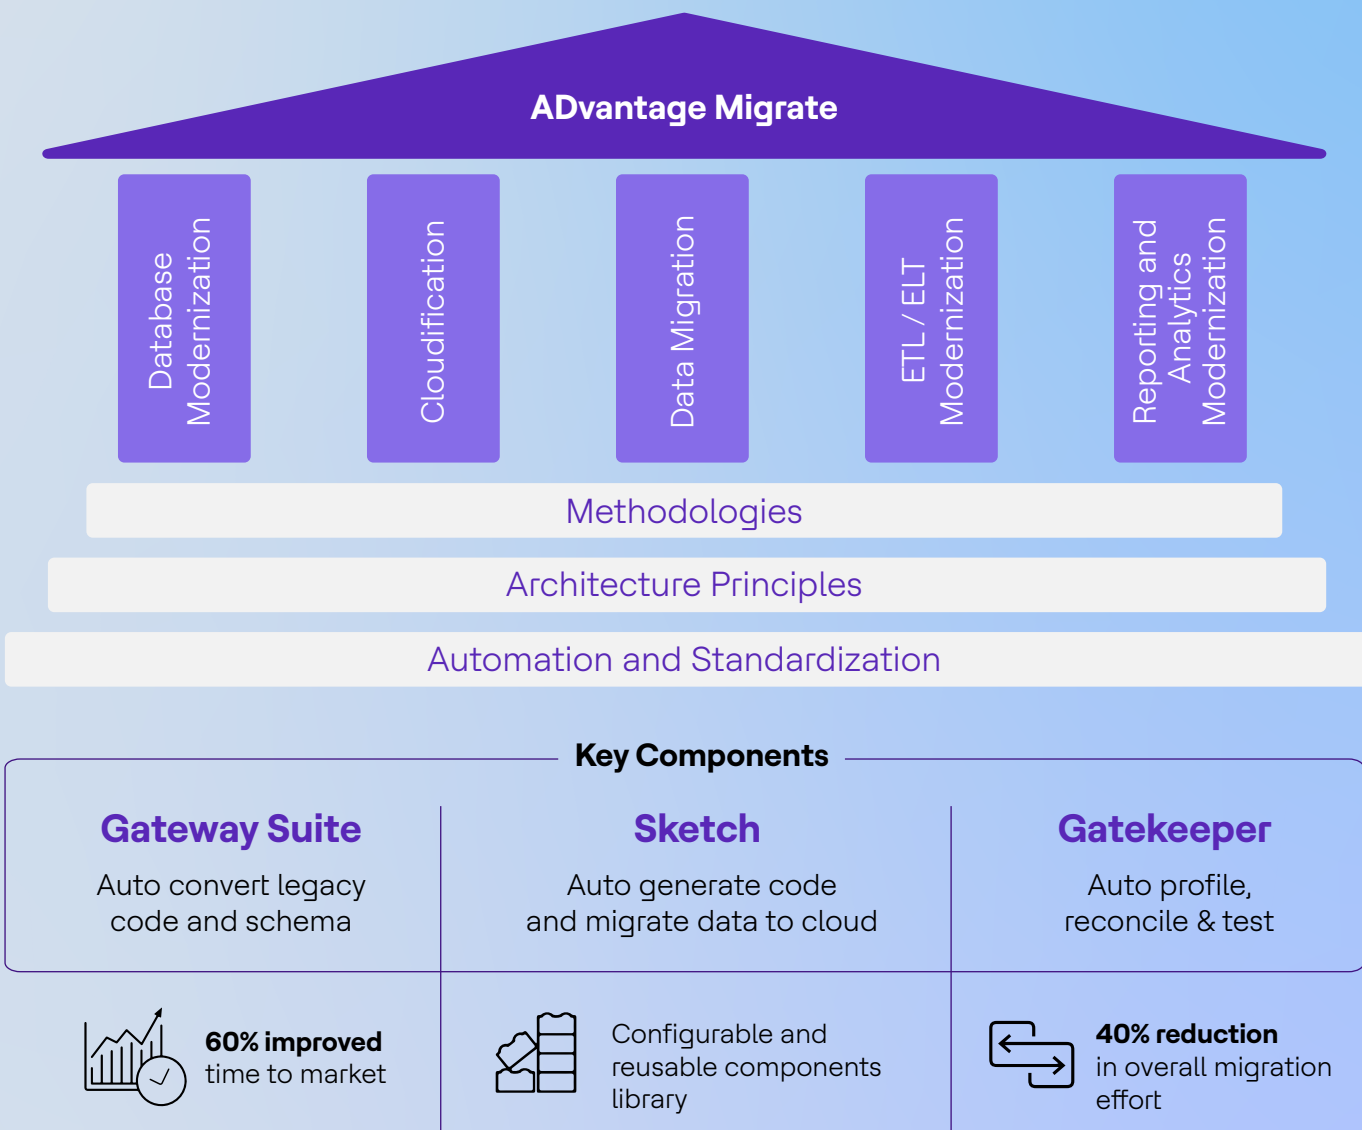 ADvantage Migrate
Database
Modernization
Cloudification
Data Migration
ETL / ELT
Modernization
Reporting and
Analytics
Modernization
Methodologies
Architecture Principles
Automation and Standardization
Key Components
Gateway Suite
Auto convert legacy
code and schema
Sketch
Auto generate code
and migrate data to cloud
Gatekeeper
Auto profile,
reconcile & test
60% improved
time to market
Configurable and
reusable components
library
40% reduction
in overall migration
effort